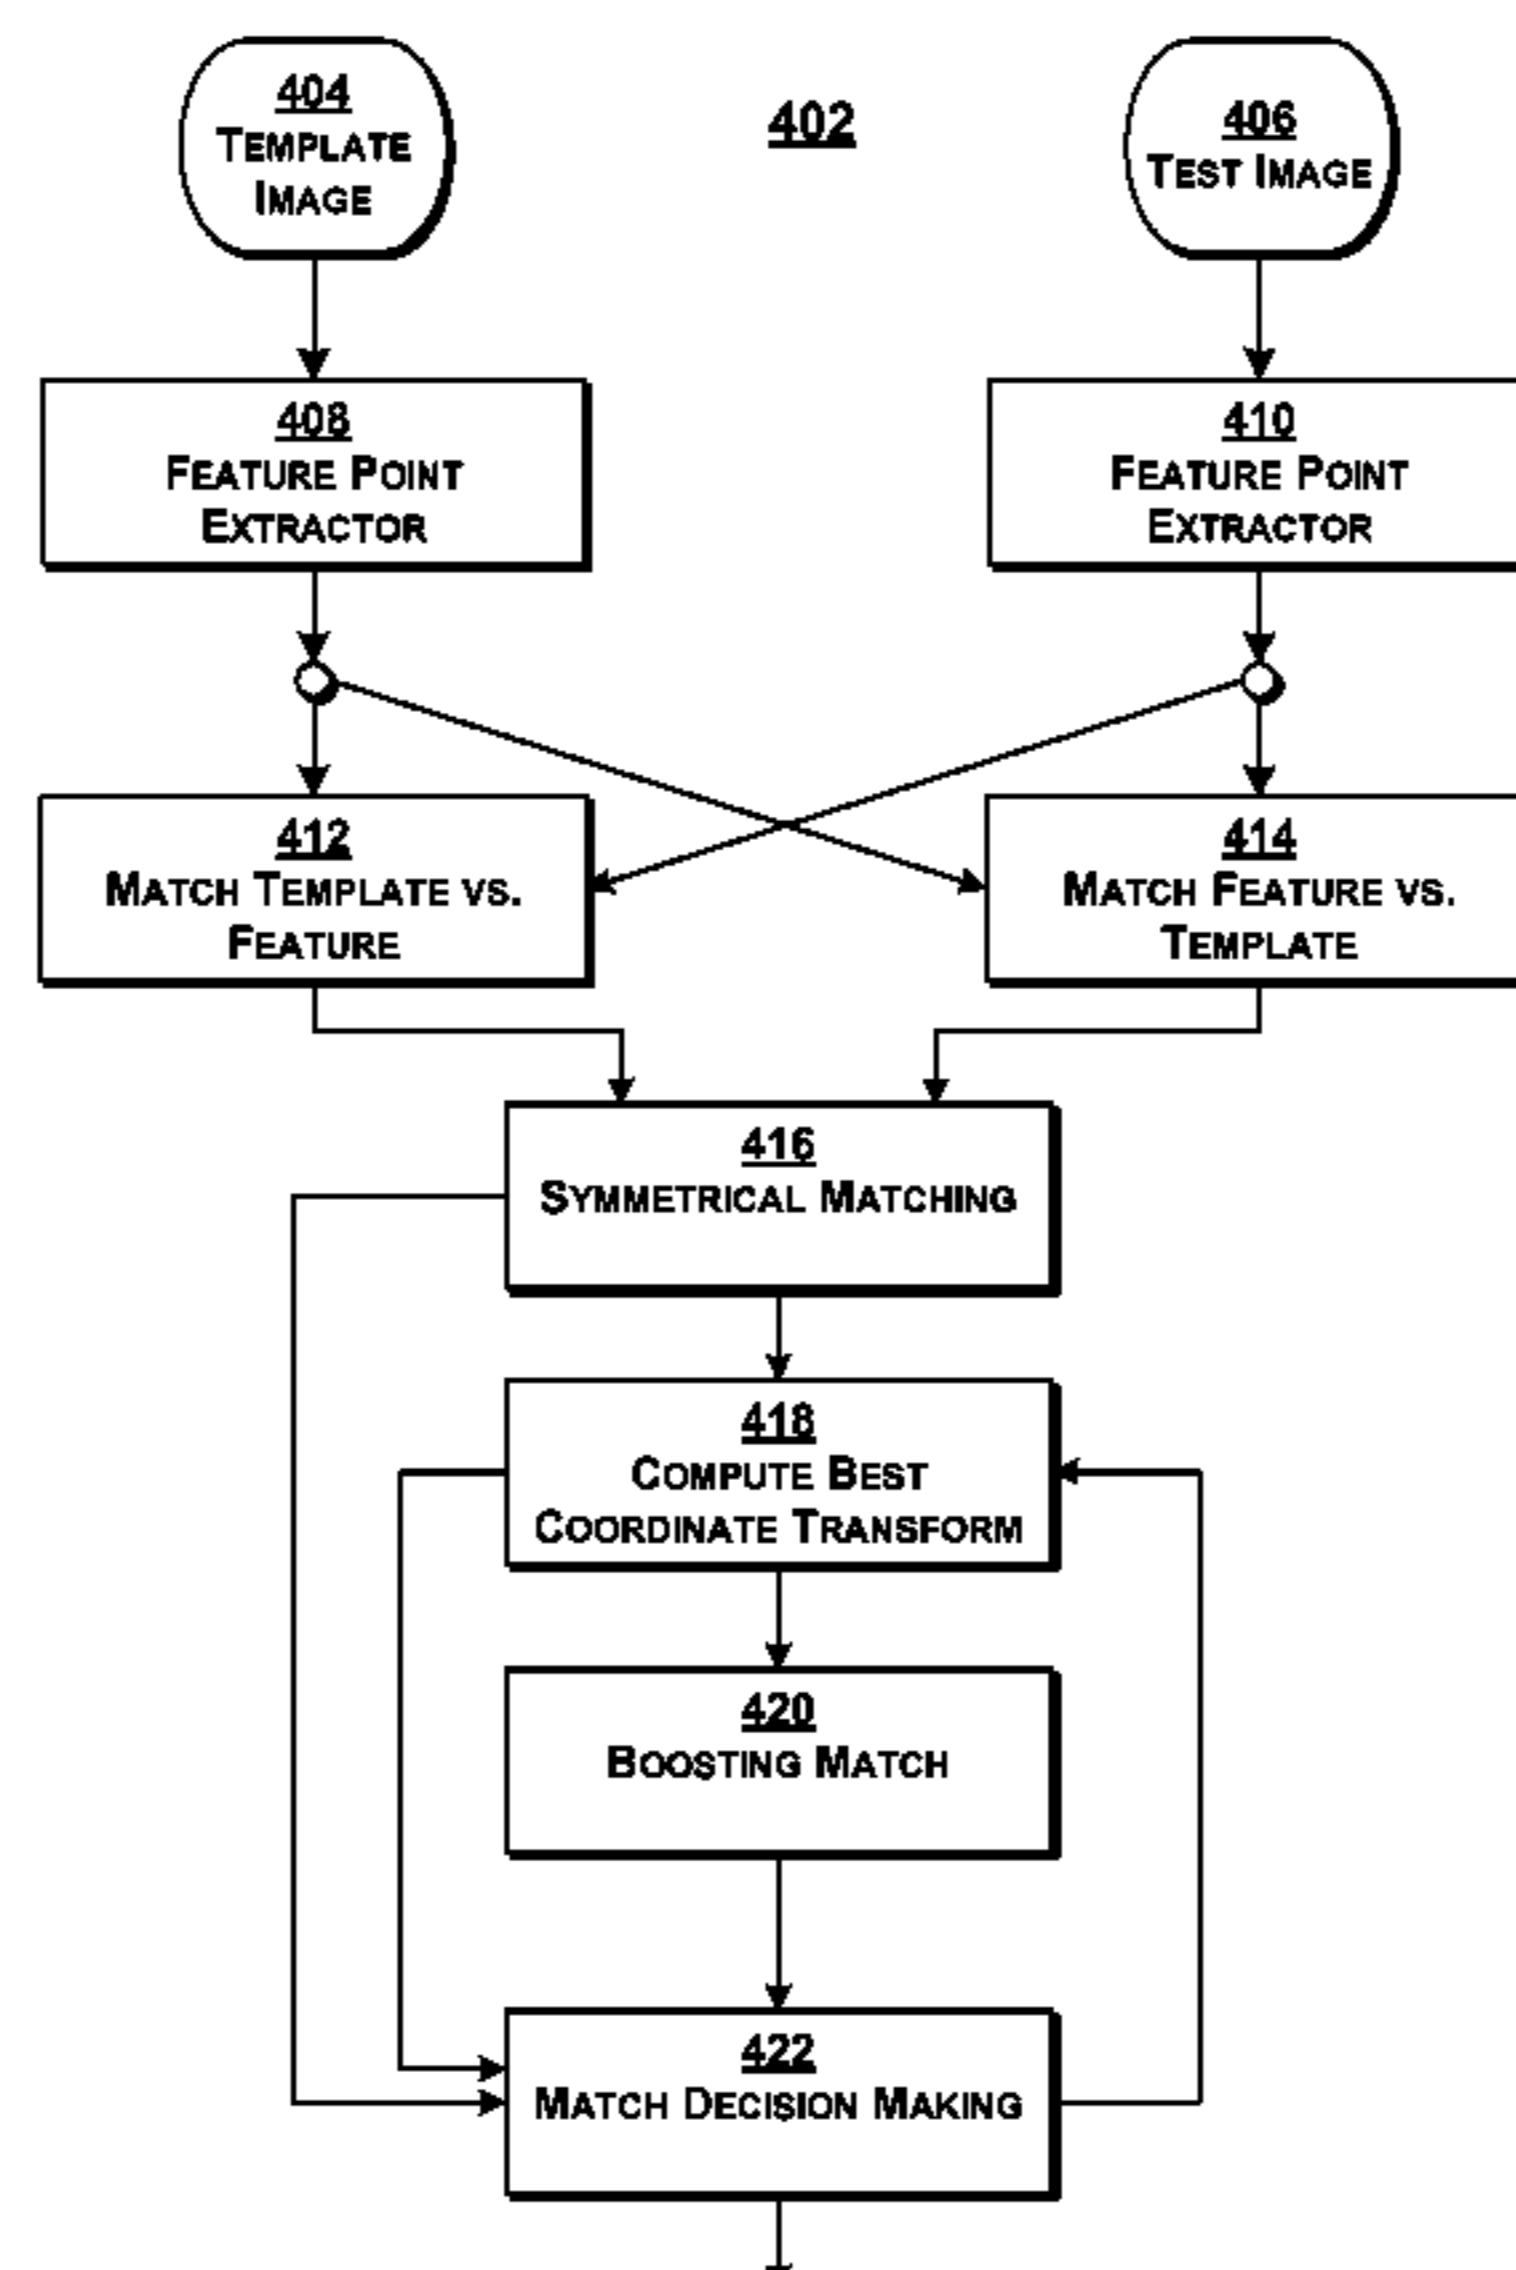 402
404
TEMPLATE
IMAGE
406
TEST IMAGE
408
FEATURE POINT
EXTRACTOR
410
FEATURE POINT
EXTRACTOR
412
MATCH TEMPLATE VS.
FEATURE
414
MATCH FEATURE VS.
TEMPLATE
416
SYMMETRICAL MATCHING
418
COMPUTE BEST
COORDINATE TRANSFORM
420
BOOSTING MATCH
422
MATCH DECISION MAKING